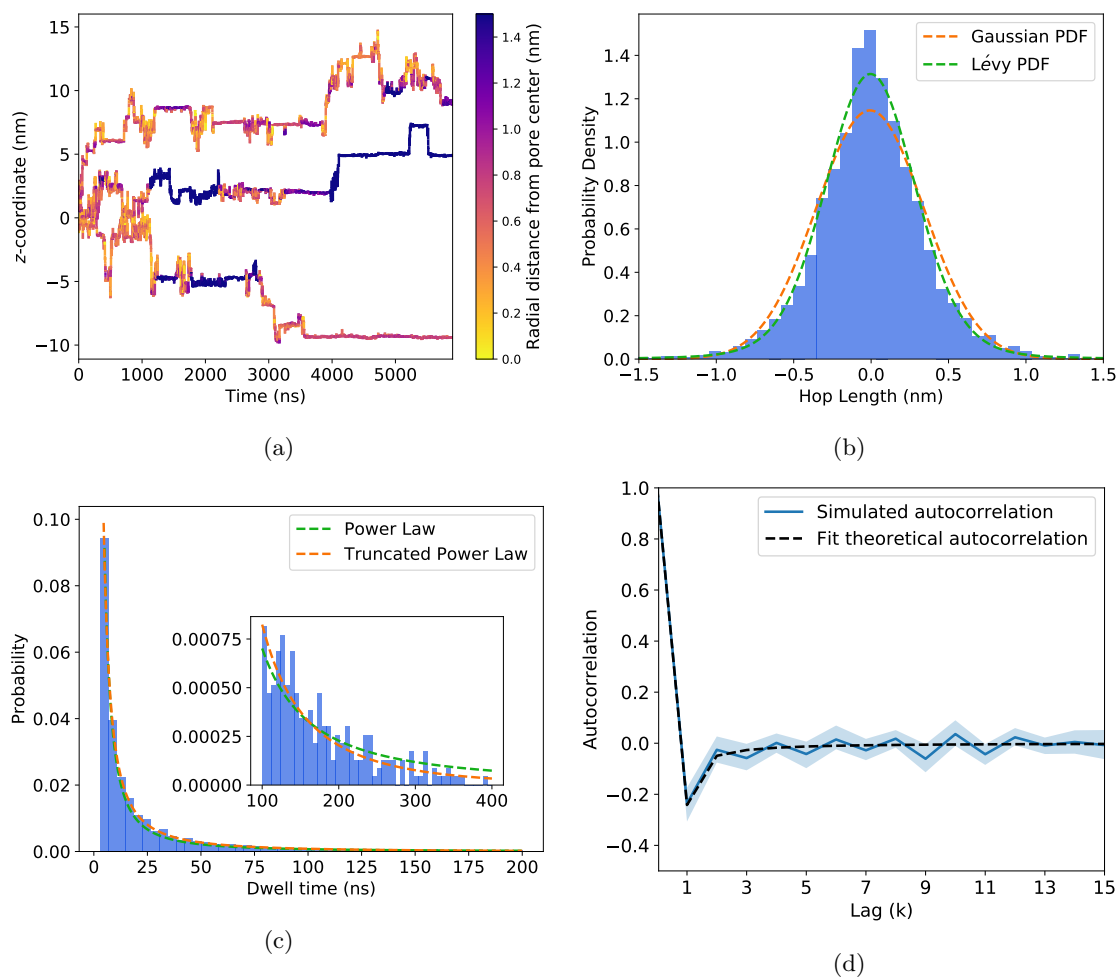 15
10
5
0
−5
−10
z-coordinate (nm)
0 1000 2000 3000 4000 5000
Time (ns)
1.4
1.2
1.0
0.8
0.6
0.4
0.2
0.0
Radial distance from pore center (nm)
(a)
Gaussian PDF
Lévy PDF
1.4
1.2
1.0
0.8
0.6
0.4
0.2
0.0
Probability Density
−1.5 −1.0 −0.5 0.0 0.5 1.0 1.5
Hop Length (nm)
(b)
Power Law
Truncated Power Law
0.10
0.08
0.06
0.04
0.02
0.00
Probability
0.00075
0.00050
0.00025
0.00000
100 200 300 400
0 25 50 75 100 125 150 175 200
Dwell time (ns)
(c)
Simulated autocorrelation
Fit theoretical autocorrelation
1.0
0.8
0.6
0.4
0.2
0.0
−0.2
−0.4
Autocorrelation
1 3 5 7 9 11 13 15
Lag (k)
(d)